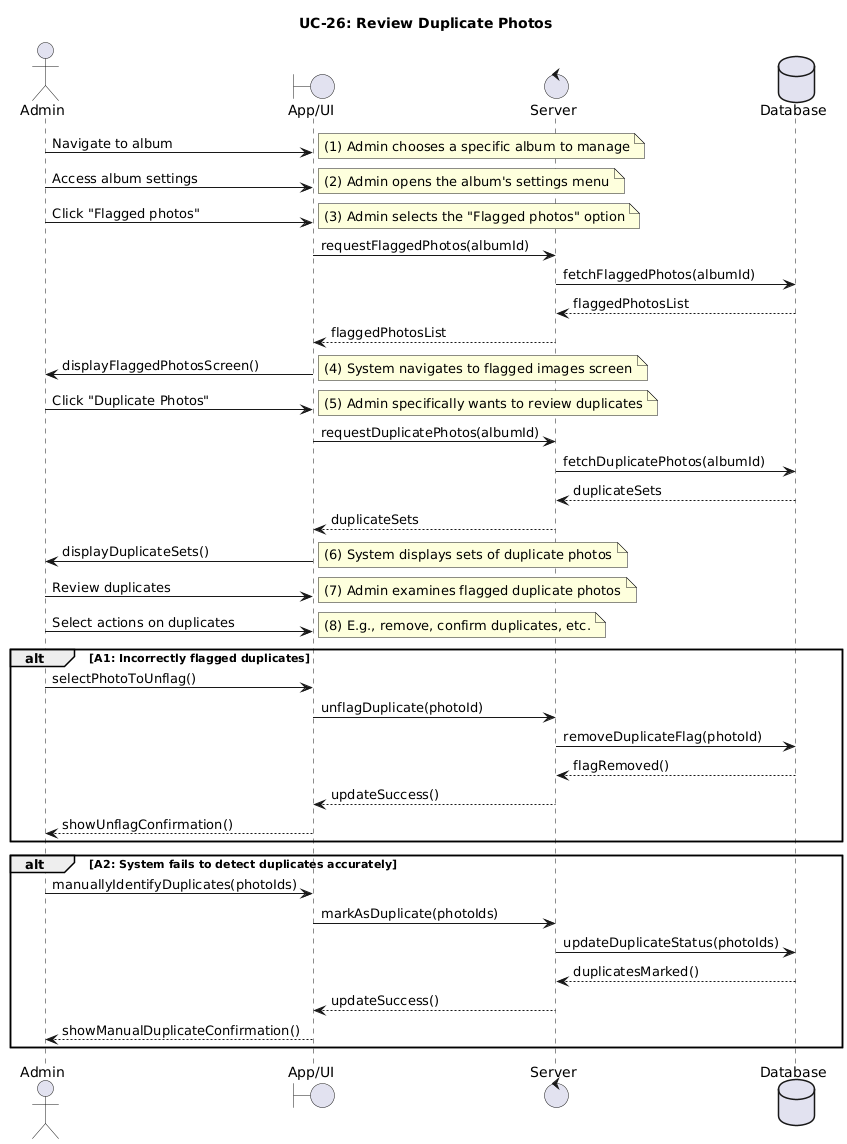 UC-26: Review Duplicate Photos
Admin
App/UI
Server
Database
Navigate to album
(1) Admin chooses a specific album to manage
Access album settings
(2) Admin opens the album's settings menu
Click "Flagged photos"
(3) Admin selects the "Flagged photos" option
requestFlaggedPhotos(albumId)
fetchFlaggedPhotos(albumId)
flaggedPhotosList
flaggedPhotosList
displayFlaggedPhotosScreen()
(4) System navigates to flagged images screen
Click "Duplicate Photos"
(5) Admin specifically wants to review duplicates
requestDuplicatePhotos(albumId)
fetchDuplicatePhotos(albumId)
duplicateSets
duplicateSets
displayDuplicateSets()
(6) System displays sets of duplicate photos
Review duplicates
(7) Admin examines flagged duplicate photos
Select actions on duplicates
(8) E.g., remove, confirm duplicates, etc.
alt [A1: Incorrectly flagged duplicates]
selectPhotoToUnflag()
unflagDuplicate(photoId)
removeDuplicateFlag(photoId)
flagRemoved()
updateSuccess()
showUnflagConfirmation()
alt [A2: System fails to detect duplicates accurately]
manuallyIdentifyDuplicates(photoIds)
markAsDuplicate(photoIds)
updateDuplicateStatus(photoIds)
duplicatesMarked()
updateSuccess()
showManualDuplicateConfirmation()
Admin
App/UI
Server
Database